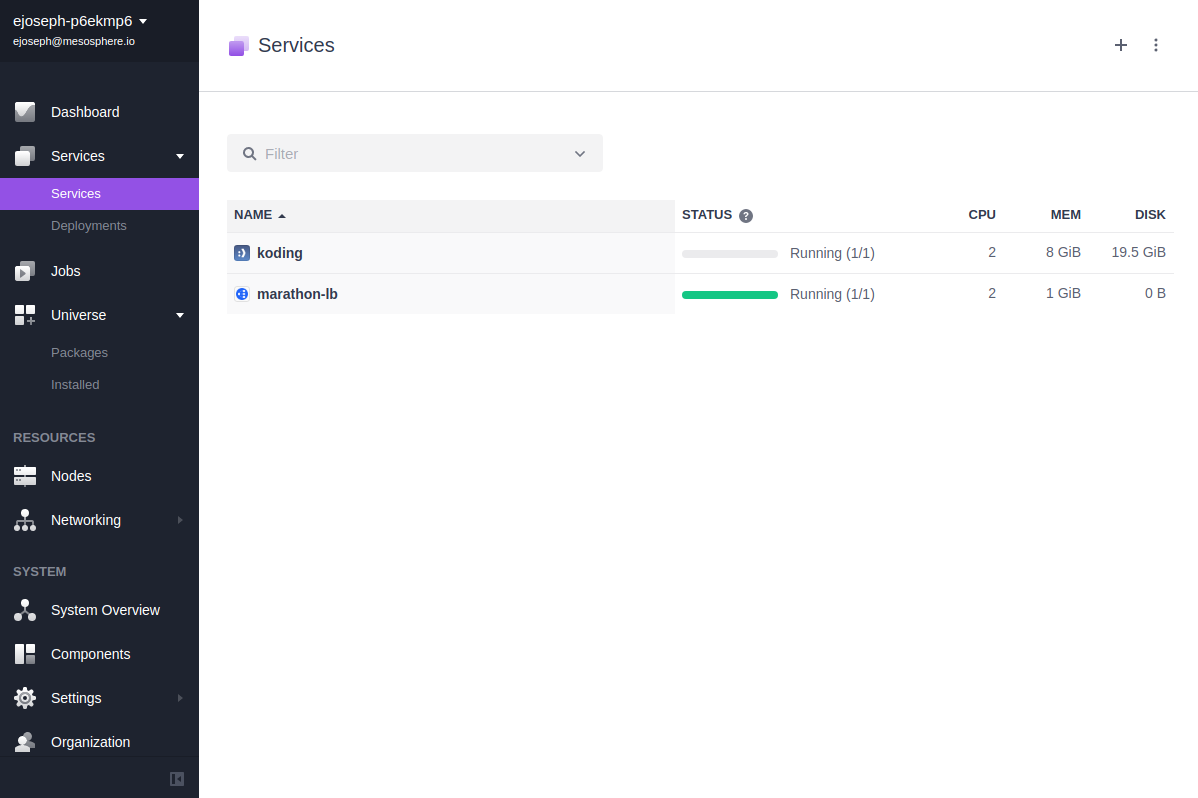 ejoseph-p6ekmp6
ejoseph@mesosphere.io
Dashboard
Services
Services
Deployments
Jobs
Universe
Packages
Installed
RESOURCES
Nodes
Networking
SYSTEM
System Overview
Components
Settings
Organization
Services
Filter
NAME STATUS ? CPU MEM DISK
koding Running (1/1) 2 8 GiB 19.5 GiB
marathon-lb Running (1/1) 2 1 GiB 0 B